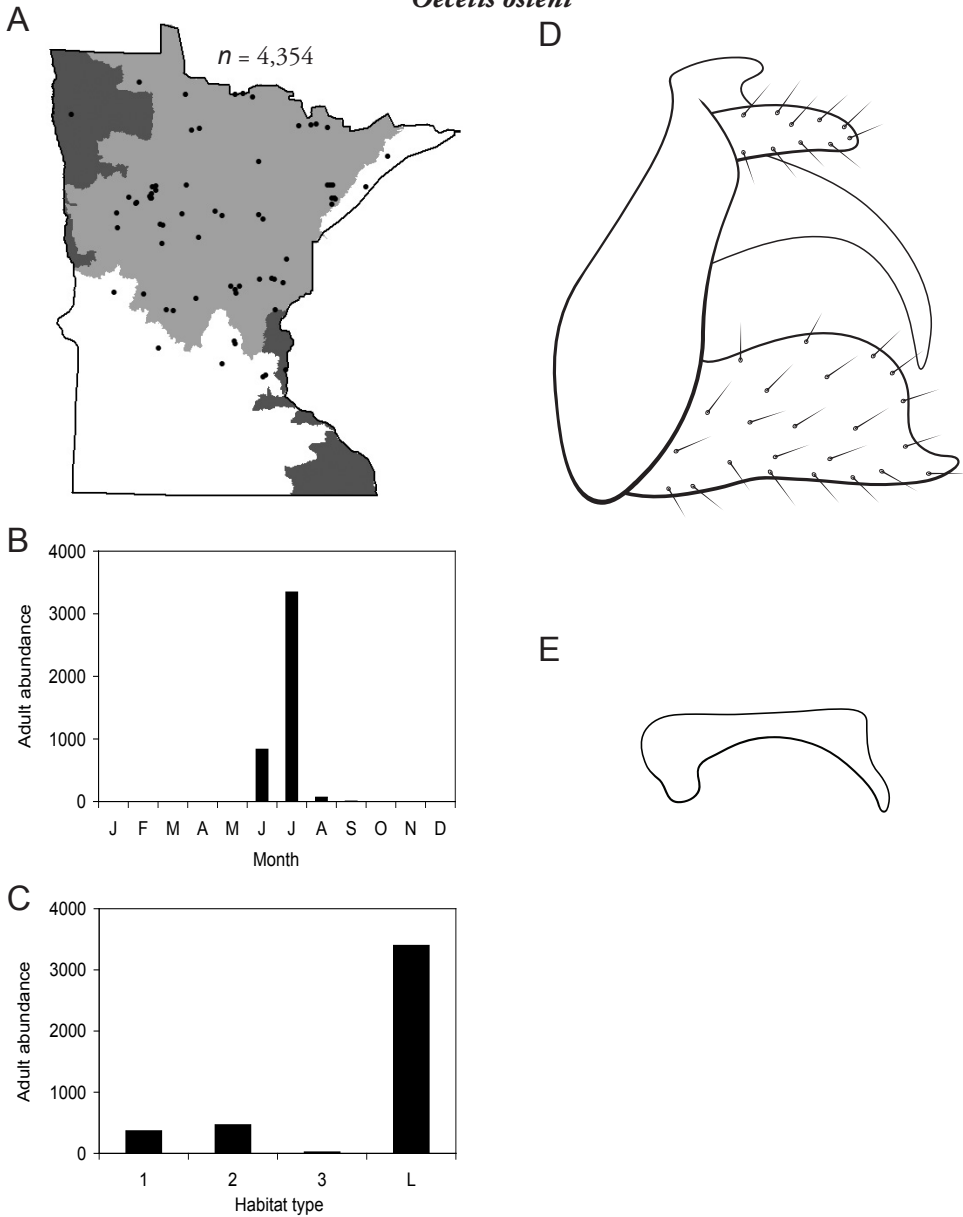 Oecetis osteni
A
n = 4,354
D
B
4000
3000
2000
1000
0
Adult abundance
J F M A M J J A S O N D
Month
E
C
4000
3000
2000
1000
0
Adult abundance
1 2 3 L
Habitat type